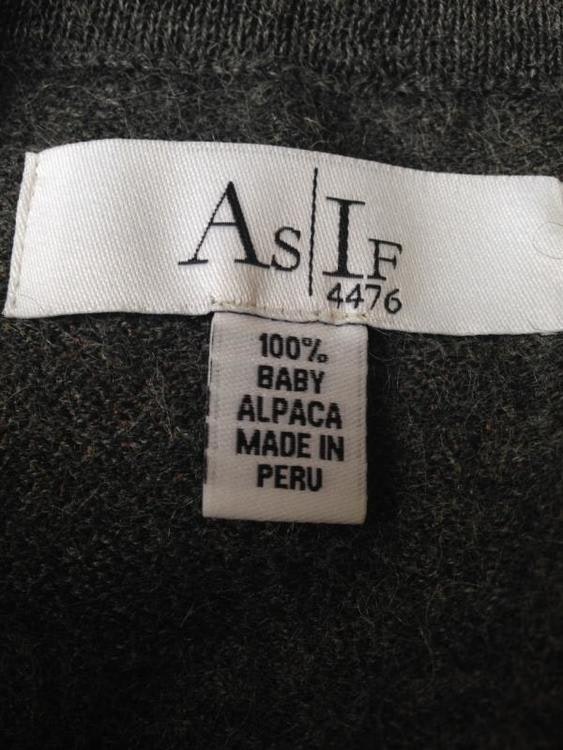 AS|IF
4476
100%
BABY
ALPACA
MADE IN
PERU